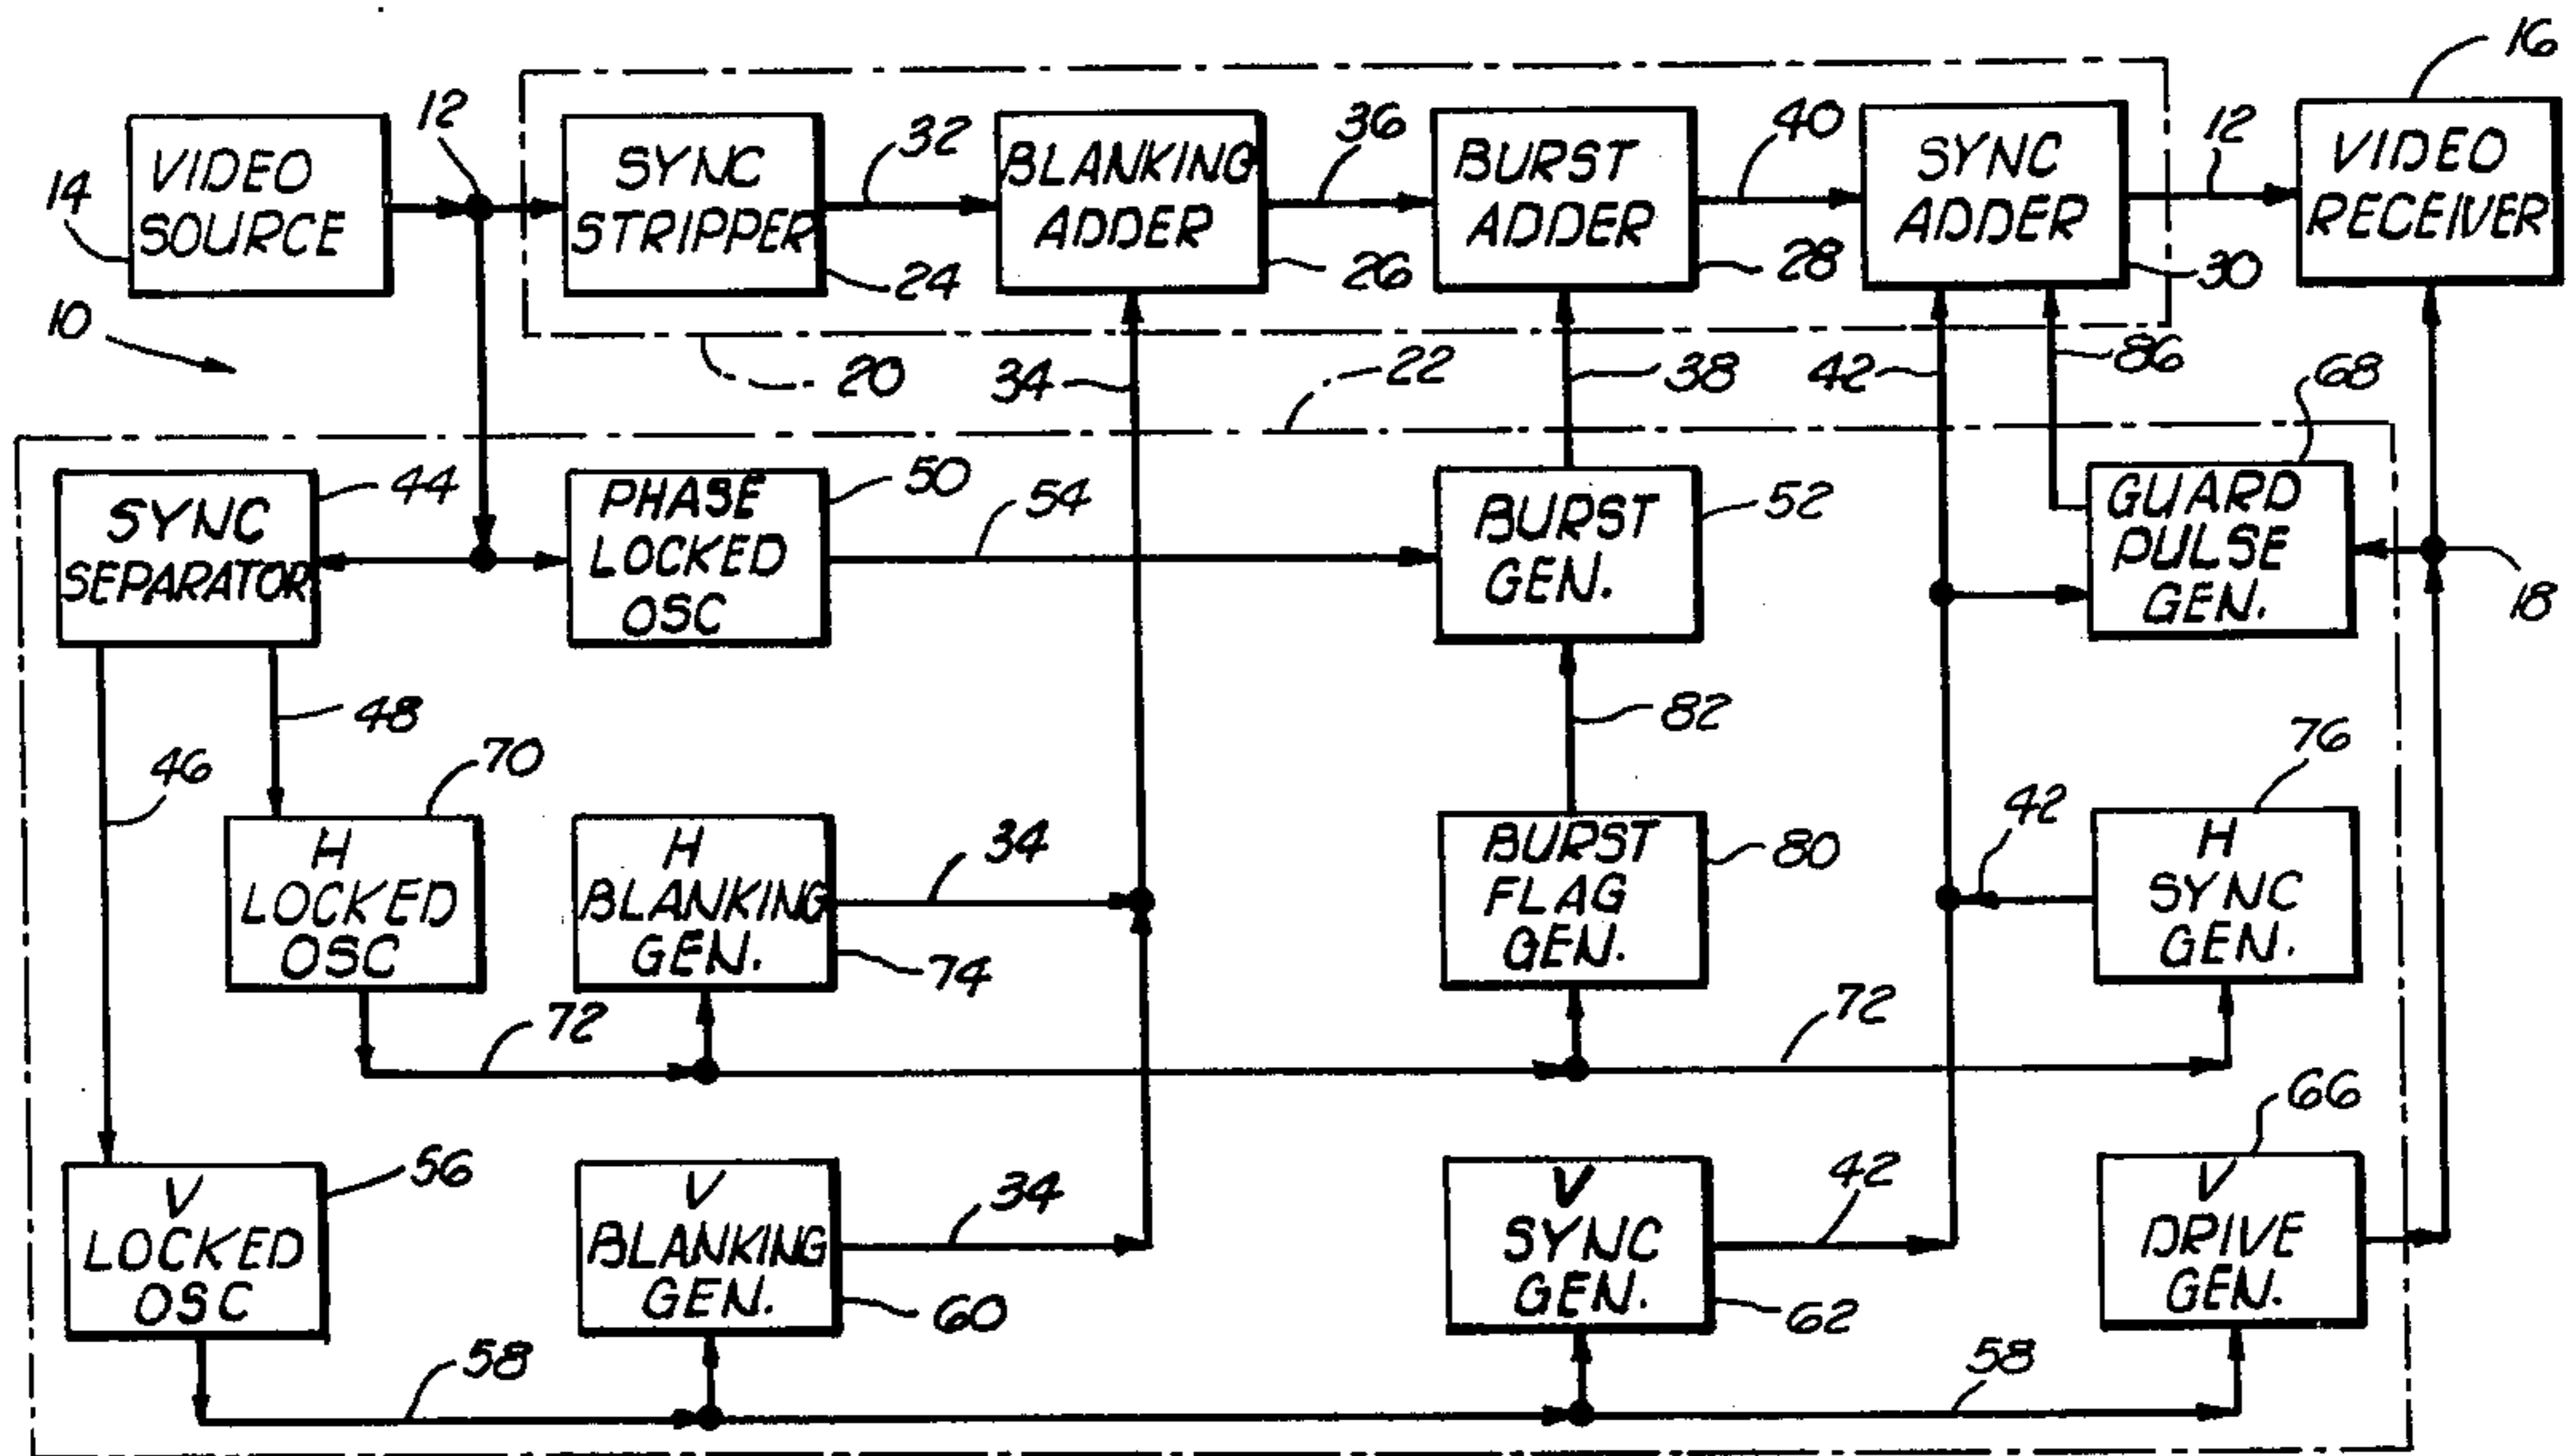 16
12
12
14
VIDEO
SOURCE
SYNC
STRIPPER
32
BLANKING
ADDER
36
BURST
ADDER
40
SYNC
ADDER
VIDEO
RECEIVER
24
26
28
30
10
20
34
22
38
42
86
68
44
50
54
52
18
SYNC
SEPARATOR
PHASE
LOCKED
OSC
BURST
GEN.
GUARD
PULSE
GEN.
48
82
46
70
76
42
H
LOCKED
OSC
H
BLANKING
GEN.
34
74
BURST
FLAG
GEN.
80
H
SYNC
GEN.
72
72
66
56
V
LOCKED
OSC
V
BLANKING
GEN.
34
60
V
SYNC
GEN.
42
62
V
DRIVE
GEN.
58
58